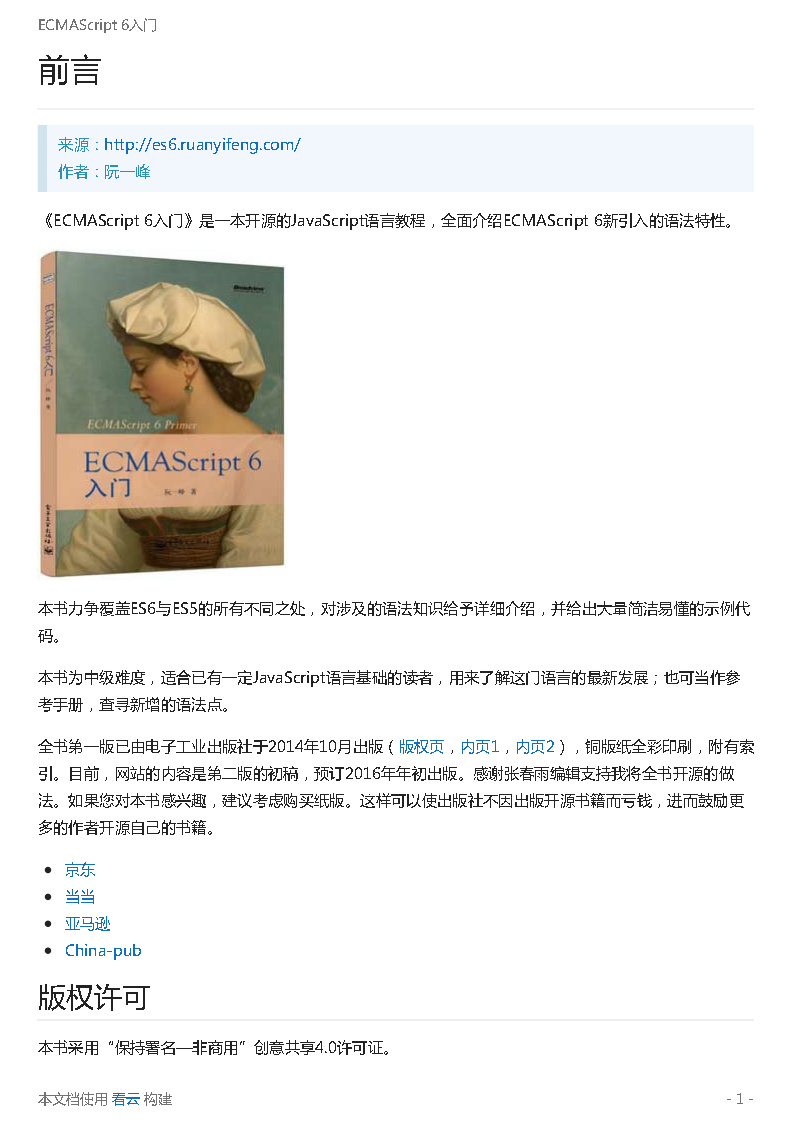 ECMAScript 6入门
前言
来源：http://es6.ruanyifeng.com/
作者：阮一峰
《ECMAScript 6入门》是一本开源的JavaScript语言教程，全面介绍ECMAScript 6新引入的语法特性。
Broadview
ECMAScript 6入门
阮一峰 著
ECMAScript 6 Primer
ECMAScript 6
入门
阮一峰 著
电子工业出版社
本书力争覆盖ES6与ES5的所有不同之处，对涉及的语法知识给予详细介绍，并给出大量简洁易懂的示例代
码。
本书为中级难度，适合已有一定JavaScript语言基础的读者，用来了解这门语言的最新发展；也可当作参
考手册，查寻新增的语法点。
全书第一版已由电子工业出版社于2014年10月出版（版权页，内页1，内页2），铜版纸全彩印刷，附有索
引。目前，网站的内容是第二版的初稿，预订2016年年初出版。感谢张春雨编辑支持我将全书开源的做
法。如果您对本书感兴趣，建议考虑购买纸版。这样可以使出版社不因出版开源书籍而亏钱，进而鼓励更
多的作者开源自己的书籍。
京东
当当
亚马逊
China-pub
版权许可
本书采用“保持署名—非商用”创意共享4.0许可证。
本文档使用 看云 构建
- 1 -